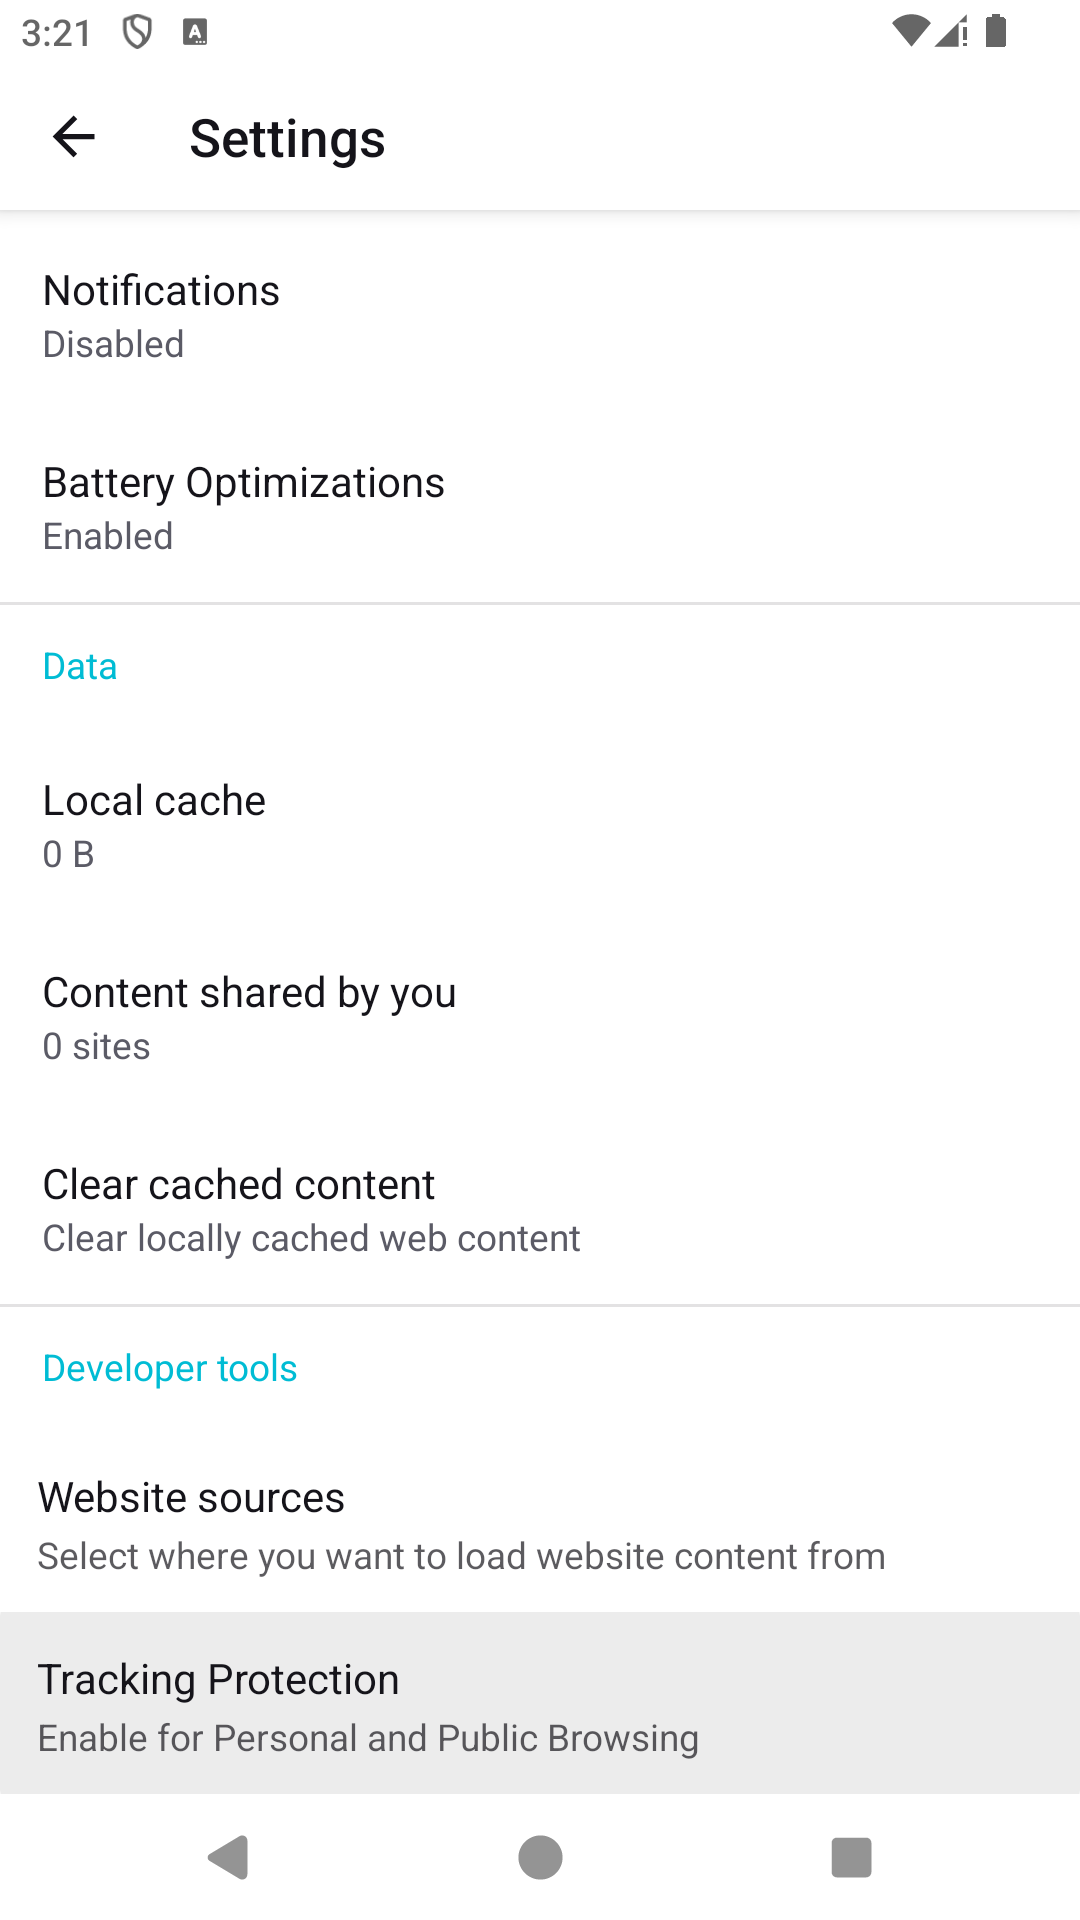 3:21
Settings
Notifications
Disabled
Battery Optimizations
Enabled
Data
Local cache
0 B
Content shared by you
0 sites
Clear cached content
Clear locally cached web content
Developer tools
Website sources
Select where you want to load website content from
Tracking Protection
Enable for Personal and Public Browsing